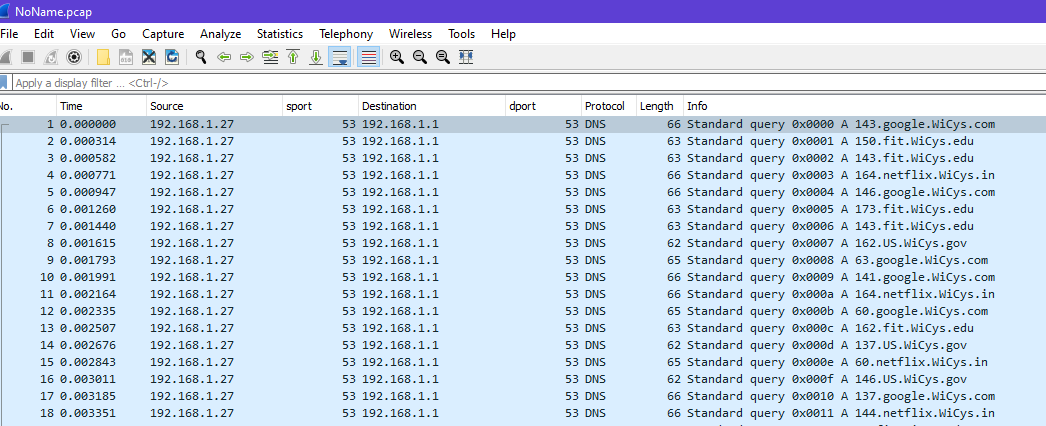 NoName.pcap
File Edit View Go Capture Analyze Statistics Telephony Wireless Tools Help
Apply a display filter ... <Ctrl-/>
No. Time Source sport Destination dport Protocol Length Info
1 0.000000 192.168.1.27 53 192.168.1.1 53 DNS 66 Standard query 0x0000 A 143.google.WiCys.com
2 0.000314 192.168.1.27 53 192.168.1.1 53 DNS 63 Standard query 0x0001 A 150.fit.WiCys.edu
3 0.000582 192.168.1.27 53 192.168.1.1 53 DNS 63 Standard query 0x0002 A 143.fit.WiCys.edu
4 0.000771 192.168.1.27 53 192.168.1.1 53 DNS 66 Standard query 0x0003 A 164.netflix.WiCys.in
5 0.000947 192.168.1.27 53 192.168.1.1 53 DNS 66 Standard query 0x0004 A 146.google.WiCys.com
6 0.001260 192.168.1.27 53 192.168.1.1 53 DNS 63 Standard query 0x0005 A 173.fit.WiCys.edu
7 0.001440 192.168.1.27 53 192.168.1.1 53 DNS 63 Standard query 0x0006 A 143.fit.WiCys.edu
8 0.001615 192.168.1.27 53 192.168.1.1 53 DNS 62 Standard query 0x0007 A 162.US.WiCys.gov
9 0.001793 192.168.1.27 53 192.168.1.1 53 DNS 65 Standard query 0x0008 A 63.google.WiCys.com
10 0.001991 192.168.1.27 53 192.168.1.1 53 DNS 66 Standard query 0x0009 A 141.google.WiCys.com
11 0.002164 192.168.1.27 53 192.168.1.1 53 DNS 66 Standard query 0x000a A 164.netflix.WiCys.in
12 0.002335 192.168.1.27 53 192.168.1.1 53 DNS 65 Standard query 0x000b A 60.google.WiCys.com
13 0.002507 192.168.1.27 53 192.168.1.1 53 DNS 63 Standard query 0x000c A 162.fit.WiCys.edu
14 0.002676 192.168.1.27 53 192.168.1.1 53 DNS 62 Standard query 0x000d A 137.US.WiCys.gov
15 0.002843 192.168.1.27 53 192.168.1.1 53 DNS 65 Standard query 0x000e A 60.netflix.WiCys.in
16 0.003011 192.168.1.27 53 192.168.1.1 53 DNS 62 Standard query 0x000f A 146.US.WiCys.gov
17 0.003185 192.168.1.27 53 192.168.1.1 53 DNS 66 Standard query 0x0010 A 137.google.WiCys.com
18 0.003351 192.168.1.27 53 192.168.1.1 53 DNS 66 Standard query 0x0011 A 144.netflix.WiCys.in